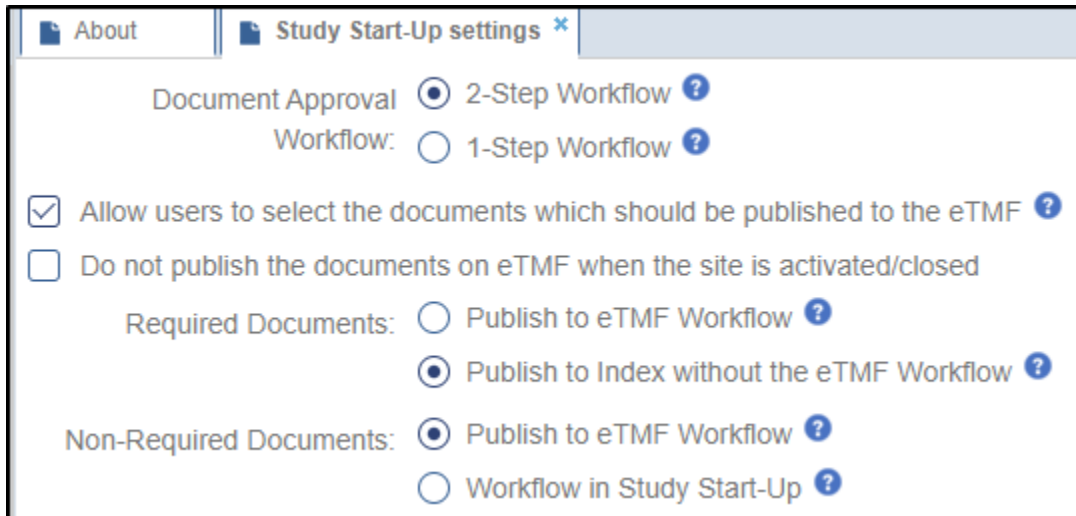 About
Study Start-Up settings
Document Approval
Workflow:
2-Step Workflow
1-Step Workflow
Allow users to select the documents which should be published to the eTMF
Do not publish the documents on eTMF when the site is activated/closed
Required Documents:
Publish to eTMF Workflow
Publish to Index without the eTMF Workflow
Non-Required Documents:
Publish to eTMF Workflow
Workflow in Study Start-Up